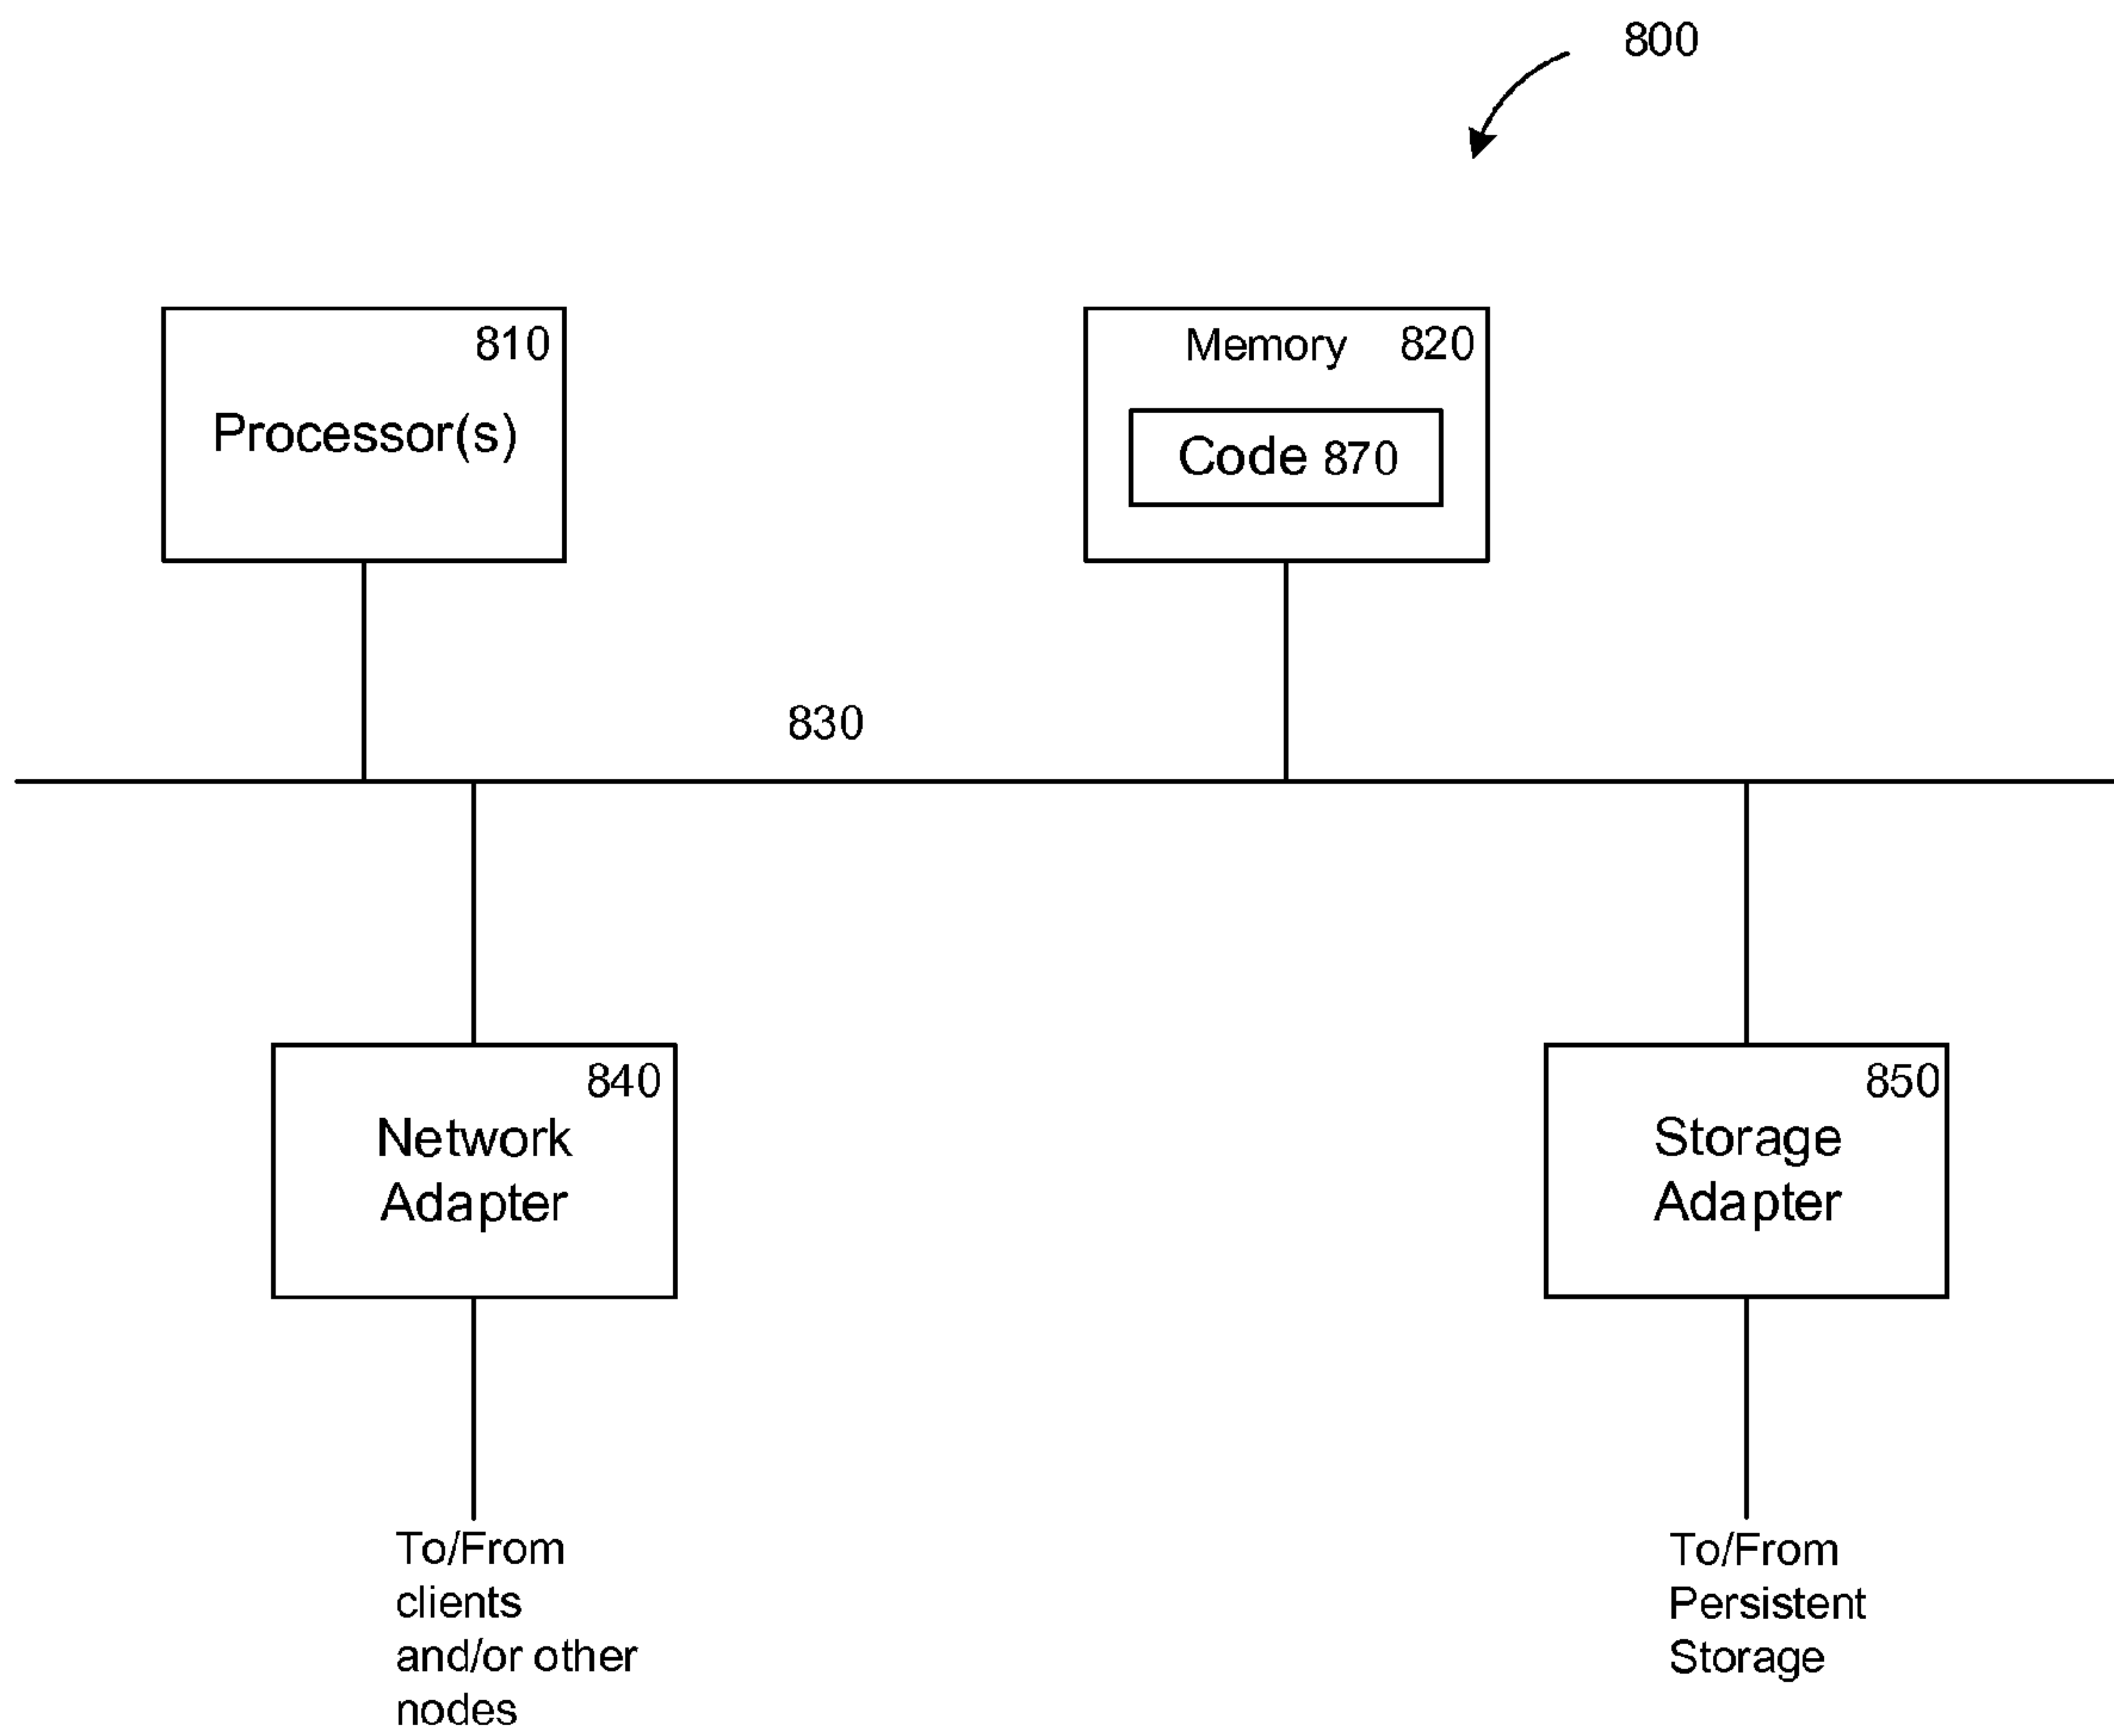 800
810
Processor(s)
Memory 820
Code 870
830
840
Network
Adapter
850
Storage
Adapter
To/From
clients
and/or other
nodes
To/From
Persistent
Storage